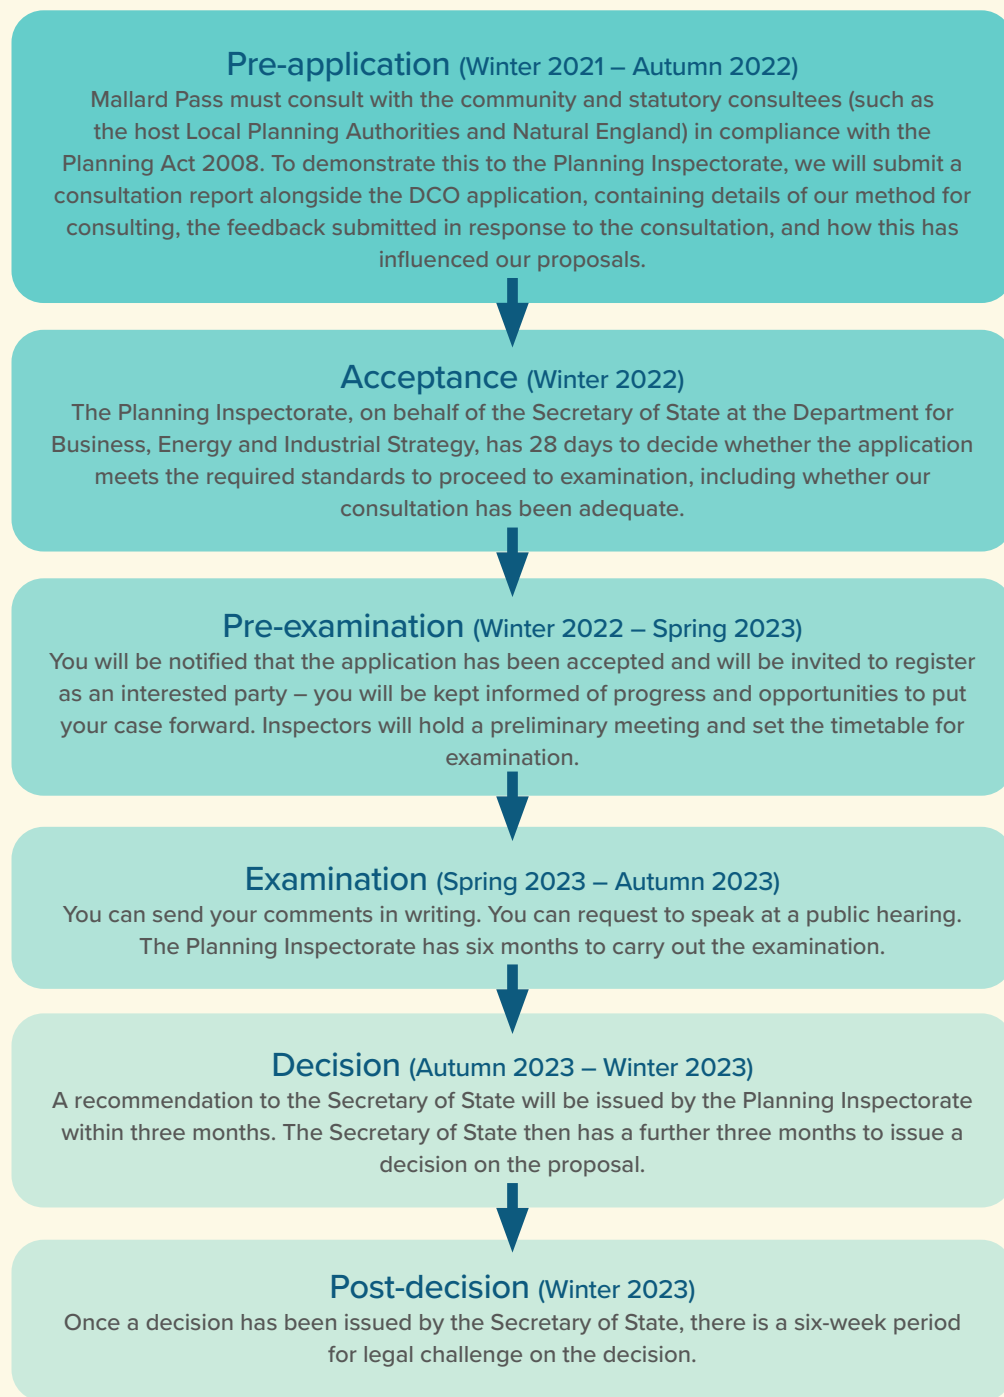 Pre-application (Winter 2021 – Autumn 2022)
Mallard Pass must consult with the community and statutory consultees (such as
the host Local Planning Authorities and Natural England) in compliance with the
Planning Act 2008. To demonstrate this to the Planning Inspectorate, we will submit a
consultation report alongside the DCO application, containing details of our method for
consulting, the feedback submitted in response to the consultation, and how this has
influenced our proposals.
Acceptance (Winter 2022)
The Planning Inspectorate, on behalf of the Secretary of State at the Department for
Business, Energy and Industrial Strategy, has 28 days to decide whether the application
meets the required standards to proceed to examination, including whether our
consultation has been adequate.
Pre-examination (Winter 2022 – Spring 2023)
You will be notified that the application has been accepted and will be invited to register
as an interested party – you will be kept informed of progress and opportunities to put
your case forward. Inspectors will hold a preliminary meeting and set the timetable for
examination.
Examination (Spring 2023 – Autumn 2023)
You can send your comments in writing. You can request to speak at a public hearing.
The Planning Inspectorate has six months to carry out the examination.
Decision (Autumn 2023 – Winter 2023)
A recommendation to the Secretary of State will be issued by the Planning Inspectorate
within three months. The Secretary of State then has a further three months to issue a
decision on the proposal.
Post-decision (Winter 2023)
Once a decision has been issued by the Secretary of State, there is a six-week period
for legal challenge on the decision.